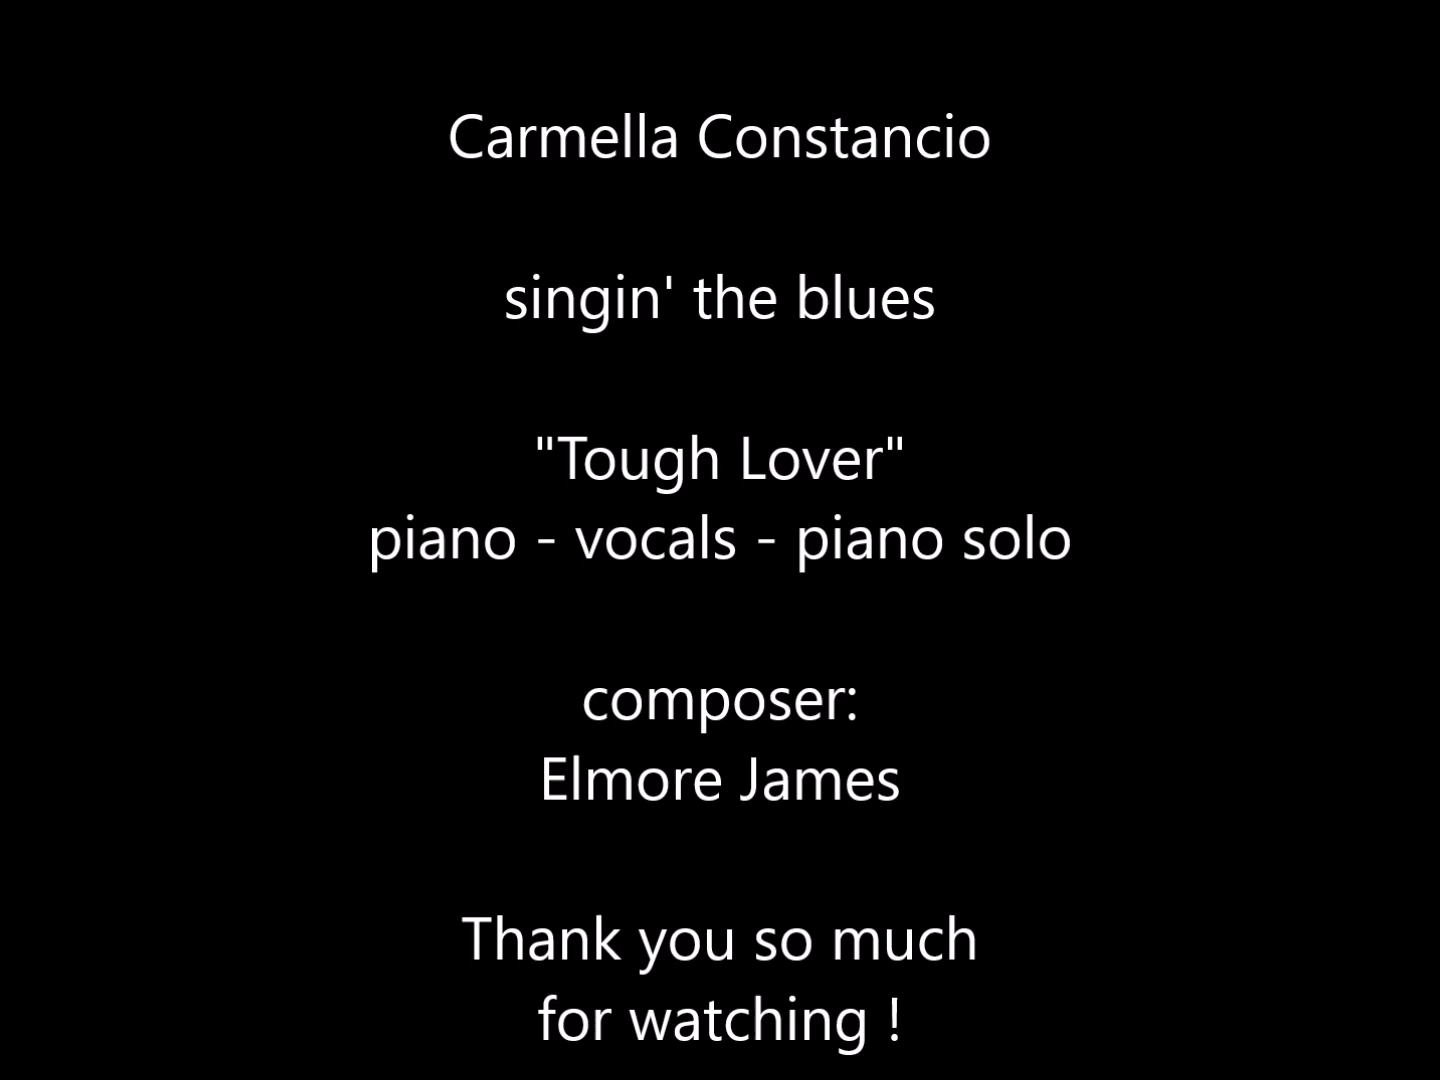 Carmella Constancio
singin' the blues
"Tough Lover"
piano - vocals - piano solo
composer:
Elmore James
Thank you so much
for watching !